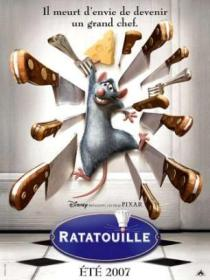 Il meurt d'envie de devenir
un grand chef.
DISNEY
PIXAR
RATATOUILLE
ÉTÉ 2007